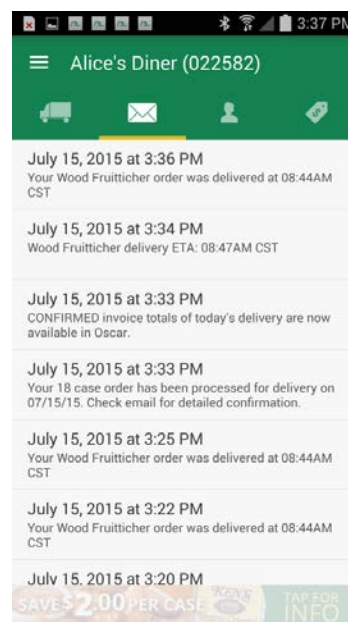 3:37 PM
Alice's Diner (022582)
July 15, 2015 at 3:36 PM
Your Wood Fruitticher order was delivered at 08:44AM
CST
July 15, 2015 at 3:34 PM
Wood Fruitticher delivery ETA: 08:47AM CST
July 15, 2015 at 3:33 PM
CONFIRMED invoice totals of today's delivery are now
available in Oscar.
July 15, 2015 at 3:33 PM
Your 18 case order has been processed for delivery on
07/15/15. Check email for detailed confirmation.
July 15, 2015 at 3:25 PM
Your Wood Fruitticher order was delivered at 08:44AM
CST
July 15, 2015 at 3:22 PM
Your Wood Fruitticher order was delivered at 08:44AM
CST
July 15, 2015 at 3:20 PM
SAVE $2.00 PER CASE
KEN'S
TAP FOR
INFO